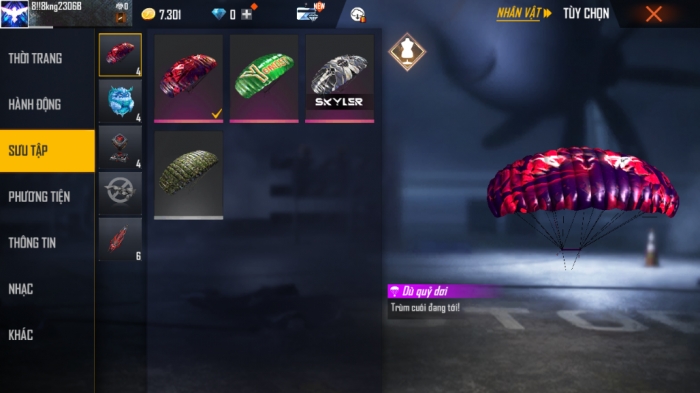 B!!8kng2306B
0
7.301
0
NEW
NHÂN VẬT
TÙY CHỌN
THỜI TRANG
HÀNH ĐỘNG
SƯU TẬP
PHƯƠNG TIỆN
THÔNG TIN
NHẠC
KHÁC
4
4
4
6
SKYLER
Dù quỷ dơi
Trùm cuối đang tới!